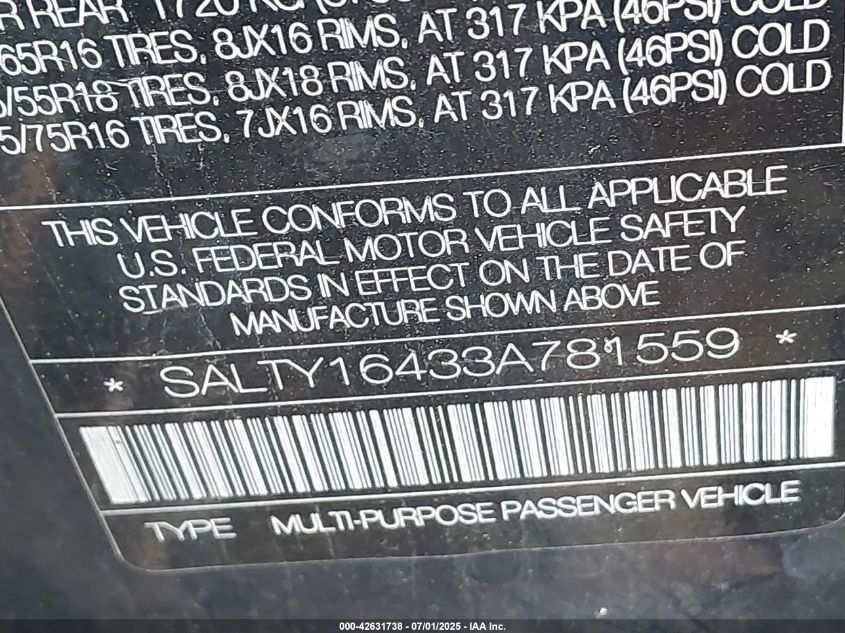 R REAR 1720 KG
65R16 TIRES, 8JX16 RIMS, AT 317 KPA (46PSI) COLD
/55R18 TIRES, 8JX18 RIMS, AT 317 KPA (46PSI) COLD
5/75R16 TIRES, 7JX16 RIMS, AT 317 KPA (46PSI) COLD
THIS VEHICLE CONFORMS TO ALL APPLICABLE
U.S. FEDERAL MOTOR VEHICLE SAFETY
STANDARDS IN EFFECT ON THE DATE OF
MANUFACTURE SHOWN ABOVE
* SALTY16433A781559 *
TYPE MULTI-PURPOSE PASSENGER VEHICLE
000-42631738 - 07/01/2025 - IAA Inc.